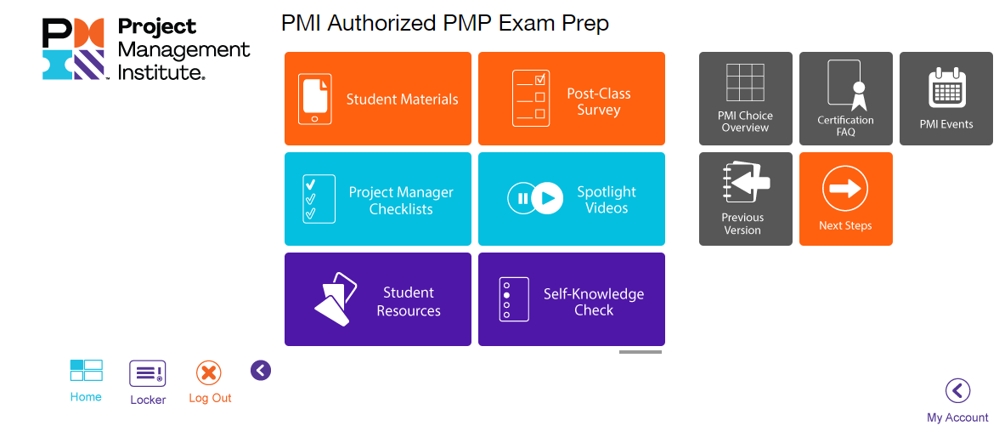 PM
Project
Management
Institute.
PMI Authorized PMP Exam Prep
Student Materials
Post-Class
Survey
PMI Choice
Overview
Certification
FAQ
PMI Events
Project Manager
Checklists
Spotlight
Videos
Previous
Version
Next Steps
Student
Resources
Self-Knowledge
Check
Home
Locker
Log Out
My Account